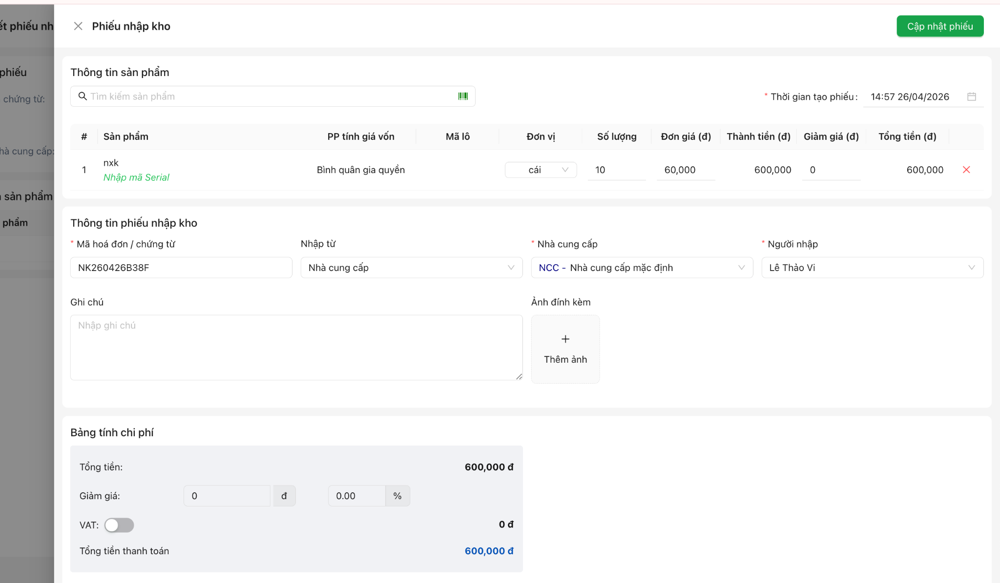 ết phiếu nh
phiếu
chứng từ:
hà cung cấp:
sản phẩm
phẩm
Phiếu nhập kho
Cập nhật phiếu
Thông tin sản phẩm
Tìm kiếm sản phẩm
* Thời gian tạo phiếu: 14:57 26/04/2026
# Sản phẩm PP tính giá vốn Mã lô Đơn vị Số lượng Đơn giá (đ) Thành tiền (đ) Giảm giá (đ) Tổng tiền (đ)
1 nxk Bình quân gia quyền cái 10 60,000 600,000 0 600,000
Nhập mã Serial
Thông tin phiếu nhập kho
* Mã hoá đơn / chứng từ Nhập từ * Nhà cung cấp * Người nhập
NK260426B38F Nhà cung cấp NCC - Nhà cung cấp mặc định Lê Thảo Vi
Ghi chú Ảnh đính kèm
Nhập ghi chú
Thêm ảnh
Bảng tính chi phí
Tổng tiền: 600,000 đ
Giảm giá: 0 đ 0.00 %
VAT: 0 đ
Tổng tiền thanh toán 600,000 đ